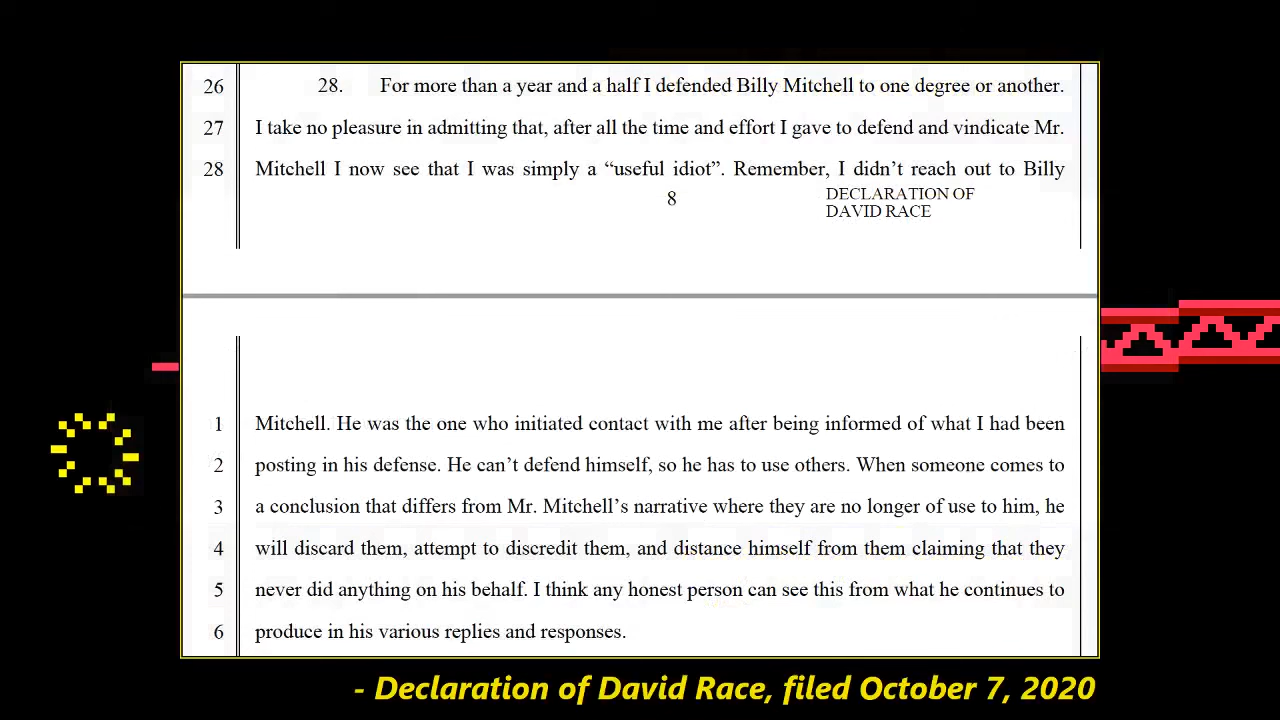 26 28. For more than a year and a half I defended Billy Mitchell to one degree or another.
27 I take no pleasure in admitting that, after all the time and effort I gave to defend and vindicate Mr.
28 Mitchell I now see that I was simply a “useful idiot”. Remember, I didn’t reach out to Billy
8
DECLARATION OF
DAVID RACE
1 Mitchell. He was the one who initiated contact with me after being informed of what I had been
2 posting in his defense. He can’t defend himself, so he has to use others. When someone comes to
3 a conclusion that differs from Mr. Mitchell’s narrative where they are no longer of use to him, he
4 will discard them, attempt to discredit them, and distance himself from them claiming that they
5 never did anything on his behalf. I think any honest person can see this from what he continues to
6 produce in his various replies and responses.
- Declaration of David Race, filed October 7, 2020